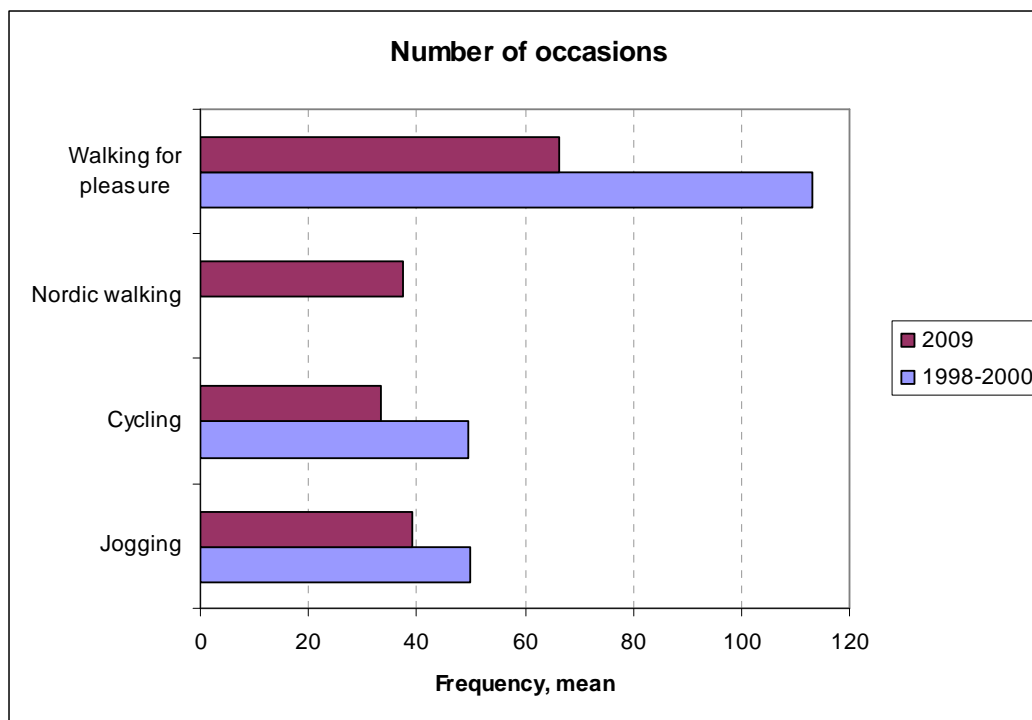 Number of occasions
Walking for
pleasure
Nordic walking
Cycling
Jogging
0 20 40 60 80 100 120
Frequency, mean
2009
1998-2000